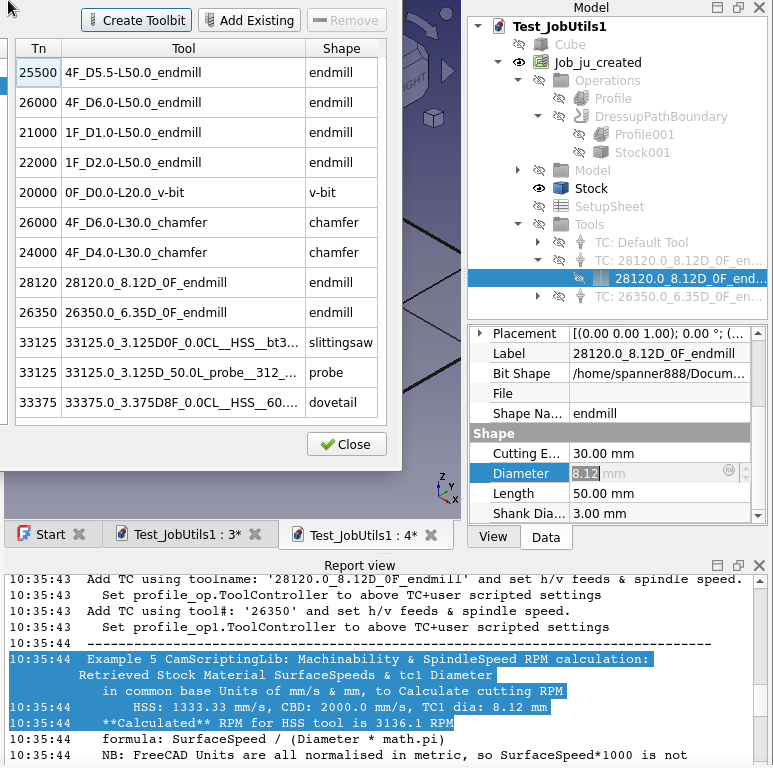 Create Toolbit
Add Existing
Remove
Tn Tool Shape
25500 4F_D5.5-L50.0_endmill endmill
26000 4F_D6.0-L50.0_endmill endmill
21000 1F_D1.0-L50.0_endmill endmill
22000 1F_D2.0-L50.0_endmill endmill
20000 0F_D0.0-L20.0_v-bit v-bit
26000 4F_D6.0-L30.0_chamfer chamfer
24000 4F_D4.0-L30.0_chamfer chamfer
28120 28120.0_8.12D_0F_endmill endmill
26350 26350.0_6.35D_0F_endmill endmill
33125 33125.0_3.125D0F_0.0CL__HSS__bt3... slittingsaw
33125 33125.0_3.125D_50.0L_probe__312_... probe
33375 33375.0_3.375D8F_0.0CL__HSS__60.... dovetail
Close
RIGHT
Z
Y
X
Model
Test_JobUtils1
Cube
Job_ju_created
Operations
Profile
DressupPathBoundary
Profile001
Stock001
Model
Stock
SetupSheet
Tools
TC: Default Tool
TC: 28120.0_8.12D_0F_en...
28120.0_8.12D_0F_end...
TC: 26350.0_6.35D_0F_en...
Placement [(0.00 0.00 1.00); 0.00 °; (...
Label 28120.0_8.12D_0F_endmill
Bit Shape /home/spanner888/Docum...
File
Shape Na... endmill
Shape
Cutting E... 30.00 mm
Diameter 8.12 mm
Length 50.00 mm
Shank Dia... 3.00 mm
View Data
Start
Test_JobUtils1 : 3*
Test_JobUtils1 : 4*
Report view
10:35:43 Add TC using toolname: '28120.0_8.12D_0F_endmill' and set h/v feeds & spindle speed.
10:35:43 Set profile_op.ToolController to above TC+user scripted settings
10:35:43 Add TC using tool#: '26350' and set h/v feeds & spindle speed.
10:35:43 Set profile_op1.ToolController to above TC+user scripted settings
10:35:44 --------------------------------------------------------------------------------
10:35:44 Example 5 CamScriptingLib: Machinability & SpindleSpeed RPM calculation:
Retrieved Stock Material SurfaceSpeeds & tc1 Diameter
in common base Units of mm/s & mm, to Calculate cutting RPM
10:35:44 HSS: 1333.33 mm/s, CBD: 2000.0 mm/s, TC1 dia: 8.12 mm
10:35:44 **Calculated** RPM for HSS tool is 3136.1 RPM
10:35:44 formula: SurfaceSpeed / (Diameter * math.pi)
10:35:44 NB: FreeCAD Units are all normalised in metric, so SurfaceSpeed*1000 is not